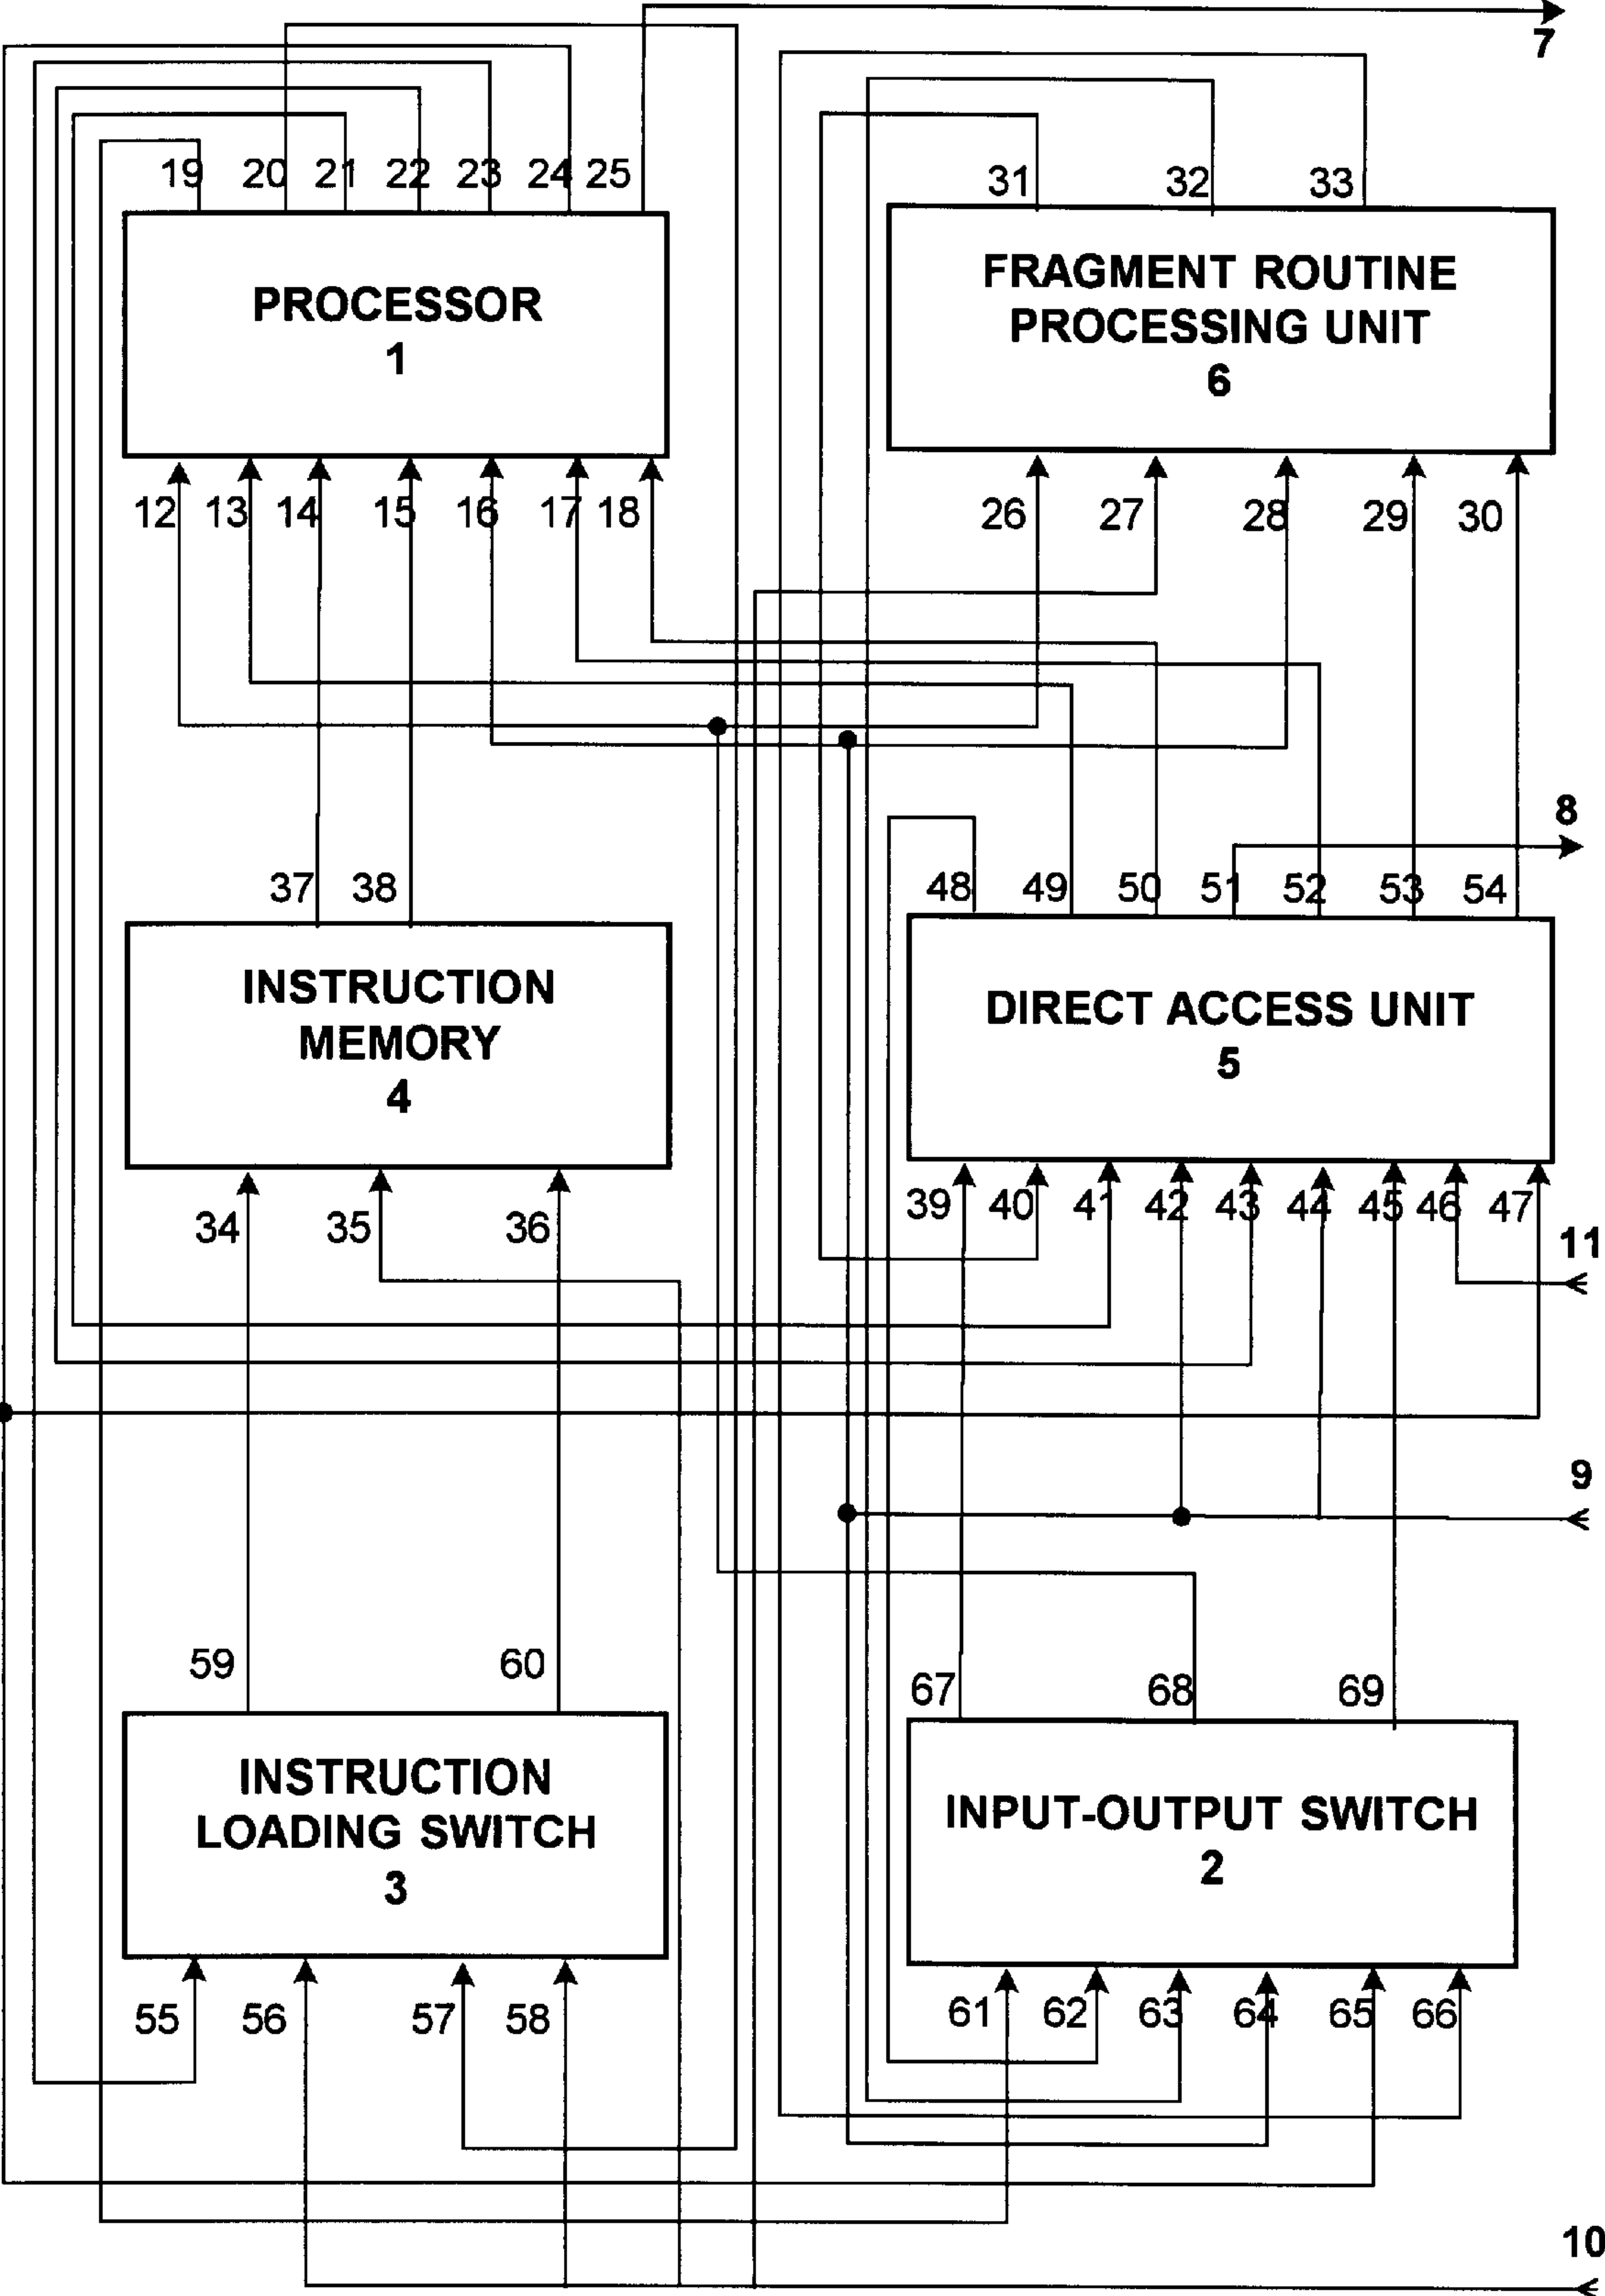 7
19 20 21 22 23 24 25
31 32 33
PROCESSOR
1
FRAGMENT ROUTINE
PROCESSING UNIT
6
12 13 14 15 16 17 18
26 27 28 29 30
8
37 38
48 49 50 51 52 53 54
INSTRUCTION
MEMORY
4
DIRECT ACCESS UNIT
5
34 35 36
39 40 41 42 43 44 45 46 47
11
9
59 60
67 68 69
INSTRUCTION
LOADING SWITCH
3
INPUT-OUTPUT SWITCH
2
55 56 57 58
61 62 63 64 65 66
10